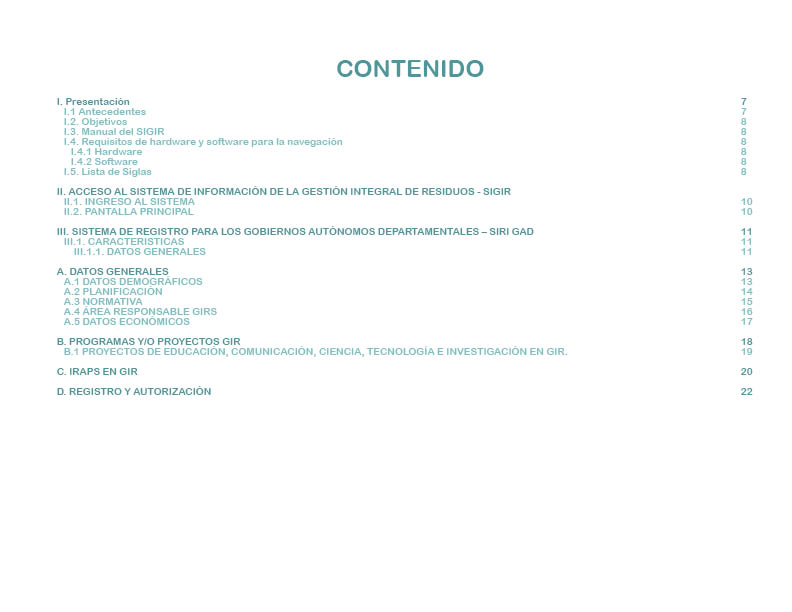 CONTENIDO
I. Presentación 7
I.1 Antecedentes 7
I.2. Objetivos 8
I.3. Manual del SIGIR 8
I.4. Requisitos de hardware y software para la navegación 8
I.4.1 Hardware 8
I.4.2 Software 8
I.5. Lista de Siglas 8
II. ACCESO AL SISTEMA DE INFORMACIÓN DE LA GESTIÓN INTEGRAL DE RESIDUOS - SIGIR
II.1. INGRESO AL SISTEMA 10
II.2. PANTALLA PRINCIPAL 10
III. SISTEMA DE REGISTRO PARA LOS GOBIERNOS AUTÓNOMOS DEPARTAMENTALES – SIRI GAD 11
III.1. CARACTERISTICAS 11
III.1.1. DATOS GENERALES 11
A. DATOS GENERALES 13
A.1 DATOS DEMOGRÁFICOS 13
A.2 PLANIFICACIÓN 14
A.3 NORMATIVA 15
A.4 ÁREA RESPONSABLE GIRS 16
A.5 DATOS ECONÓMICOS 17
B. PROGRAMAS Y/O PROYECTOS GIR 18
B.1 PROYECTOS DE EDUCACIÓN, COMUNICACIÓN, CIENCIA, TECNOLOGÍA E INVESTIGACIÓN EN GIR. 19
C. IRAPS EN GIR 20
D. REGISTRO Y AUTORIZACIÓN 22